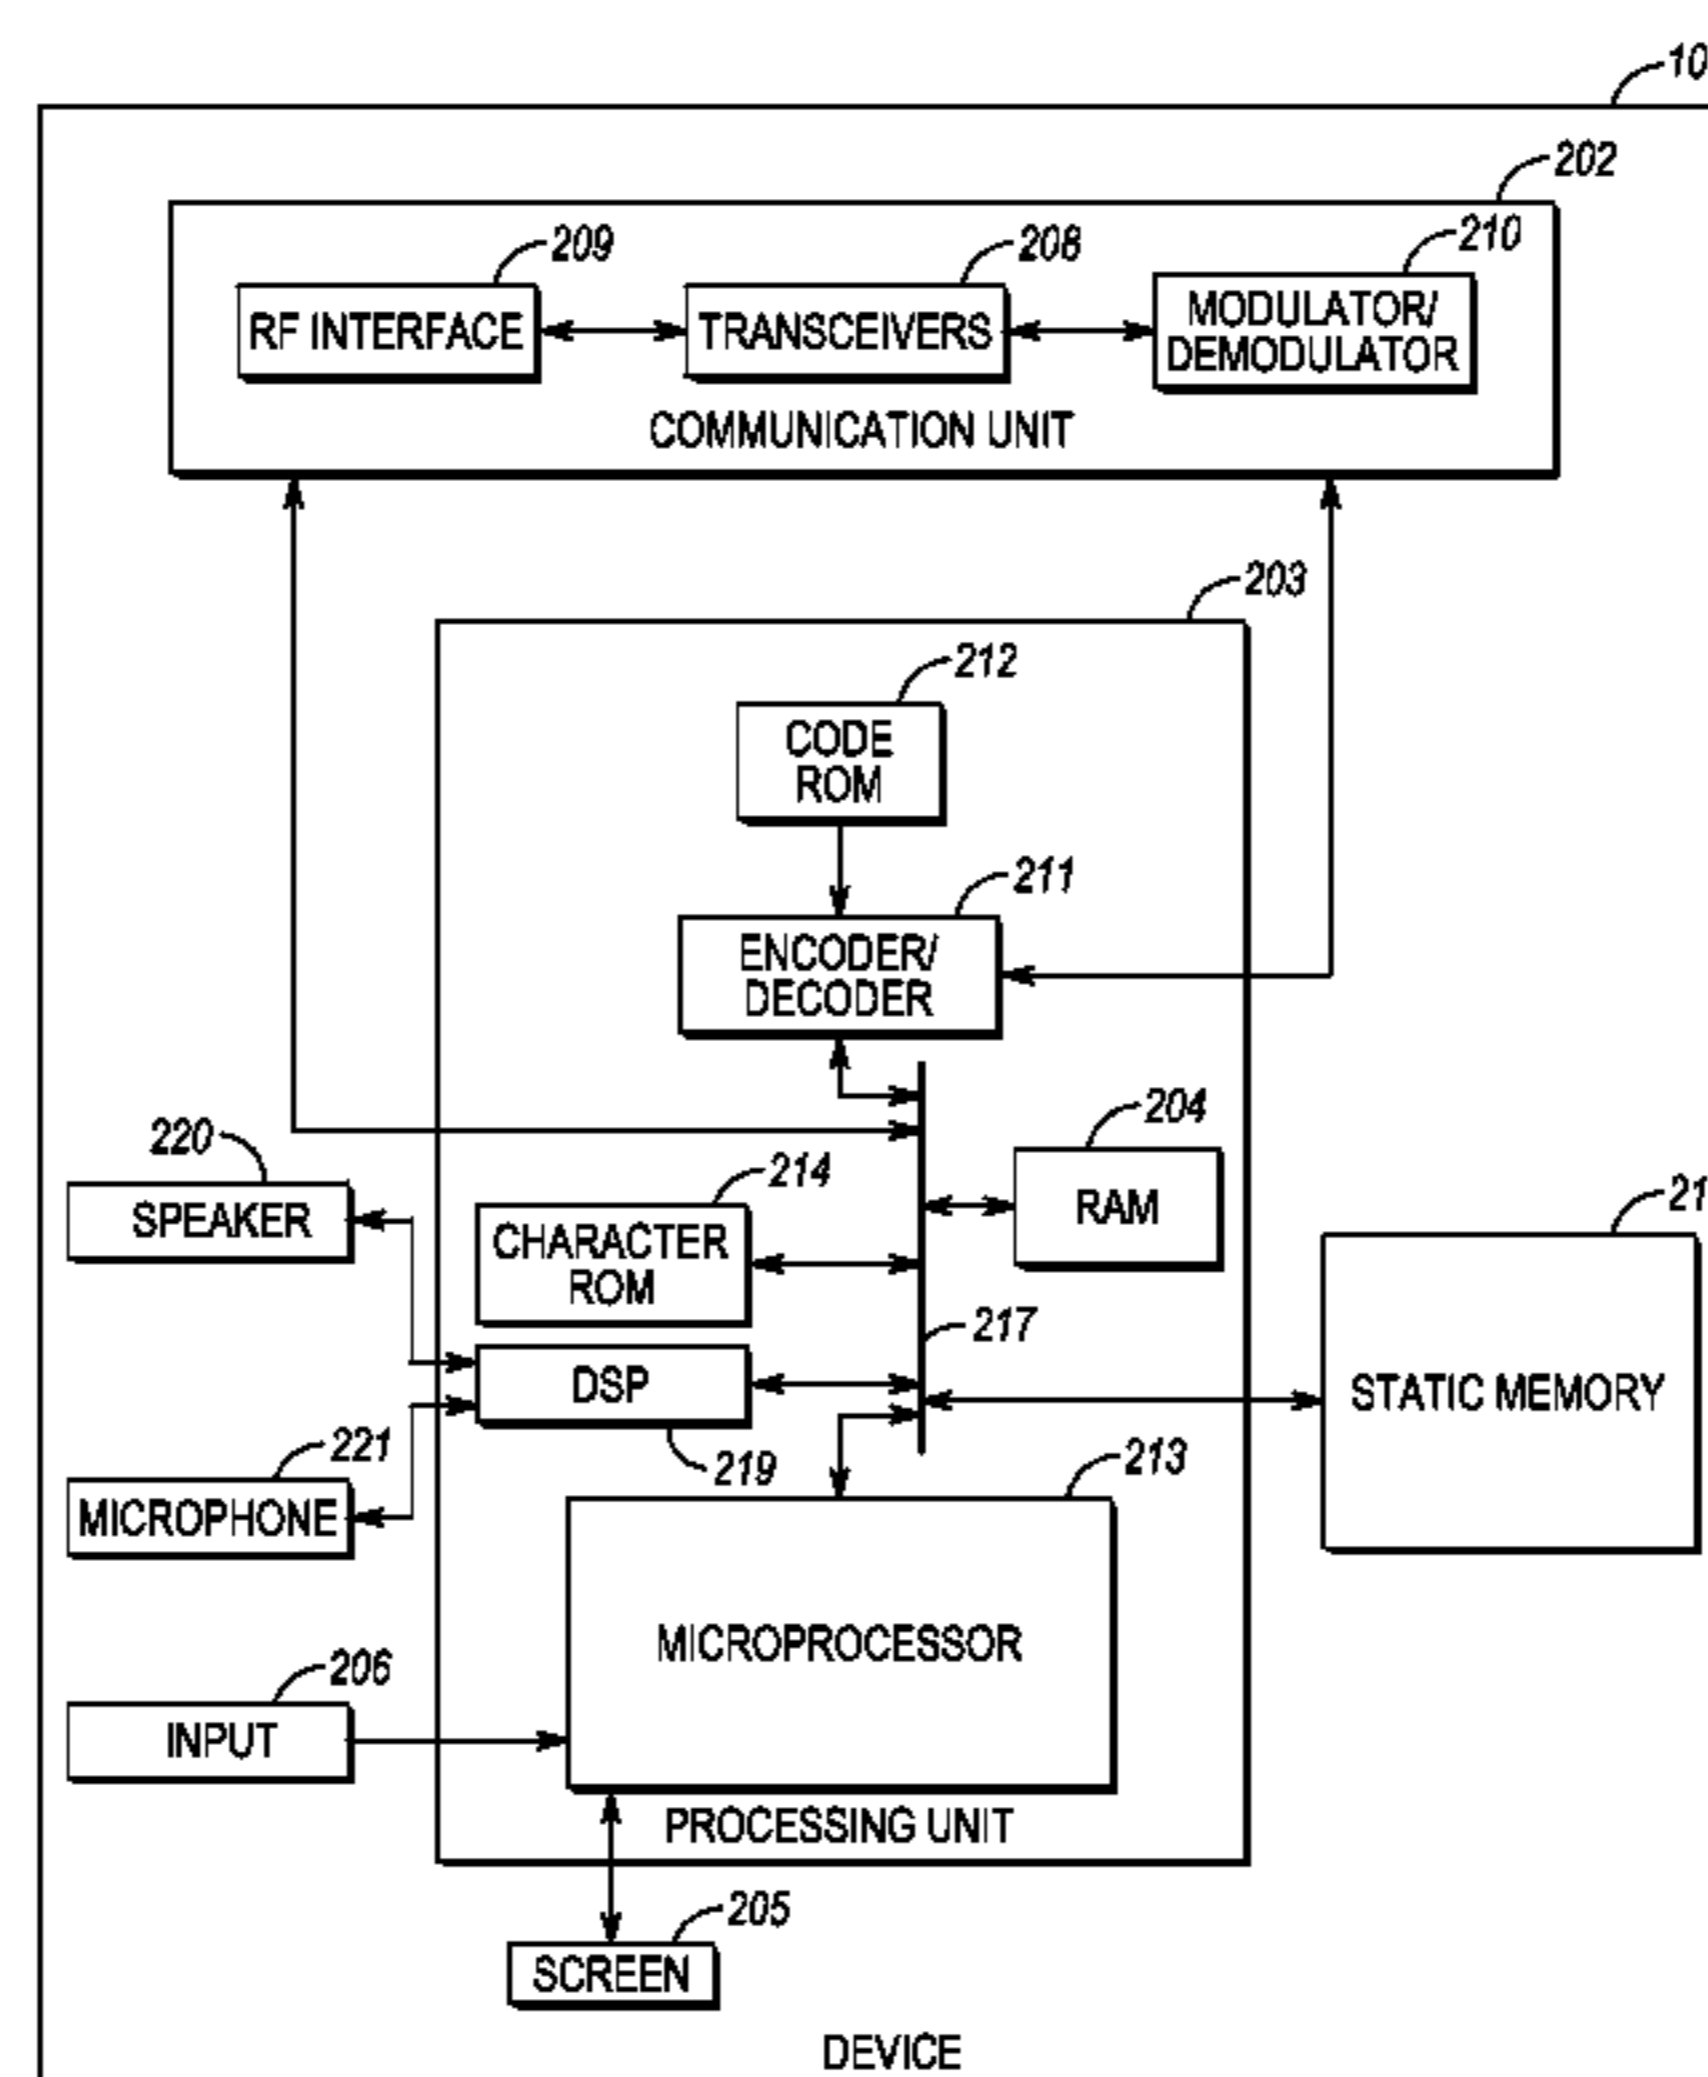 10
202
209
208
210
RF INTERFACE
TRANSCEIVERS
MODULATOR/
DEMODULATOR
COMMUNICATION UNIT
203
212
CODE
ROM
211
ENCODER/
DECODER
204
220
214
RAM
21
SPEAKER
CHARACTER
ROM
217
DSP
STATIC MEMORY
221
219
213
MICROPHONE
MICROPROCESSOR
206
INPUT
PROCESSING UNIT
205
SCREEN
DEVICE